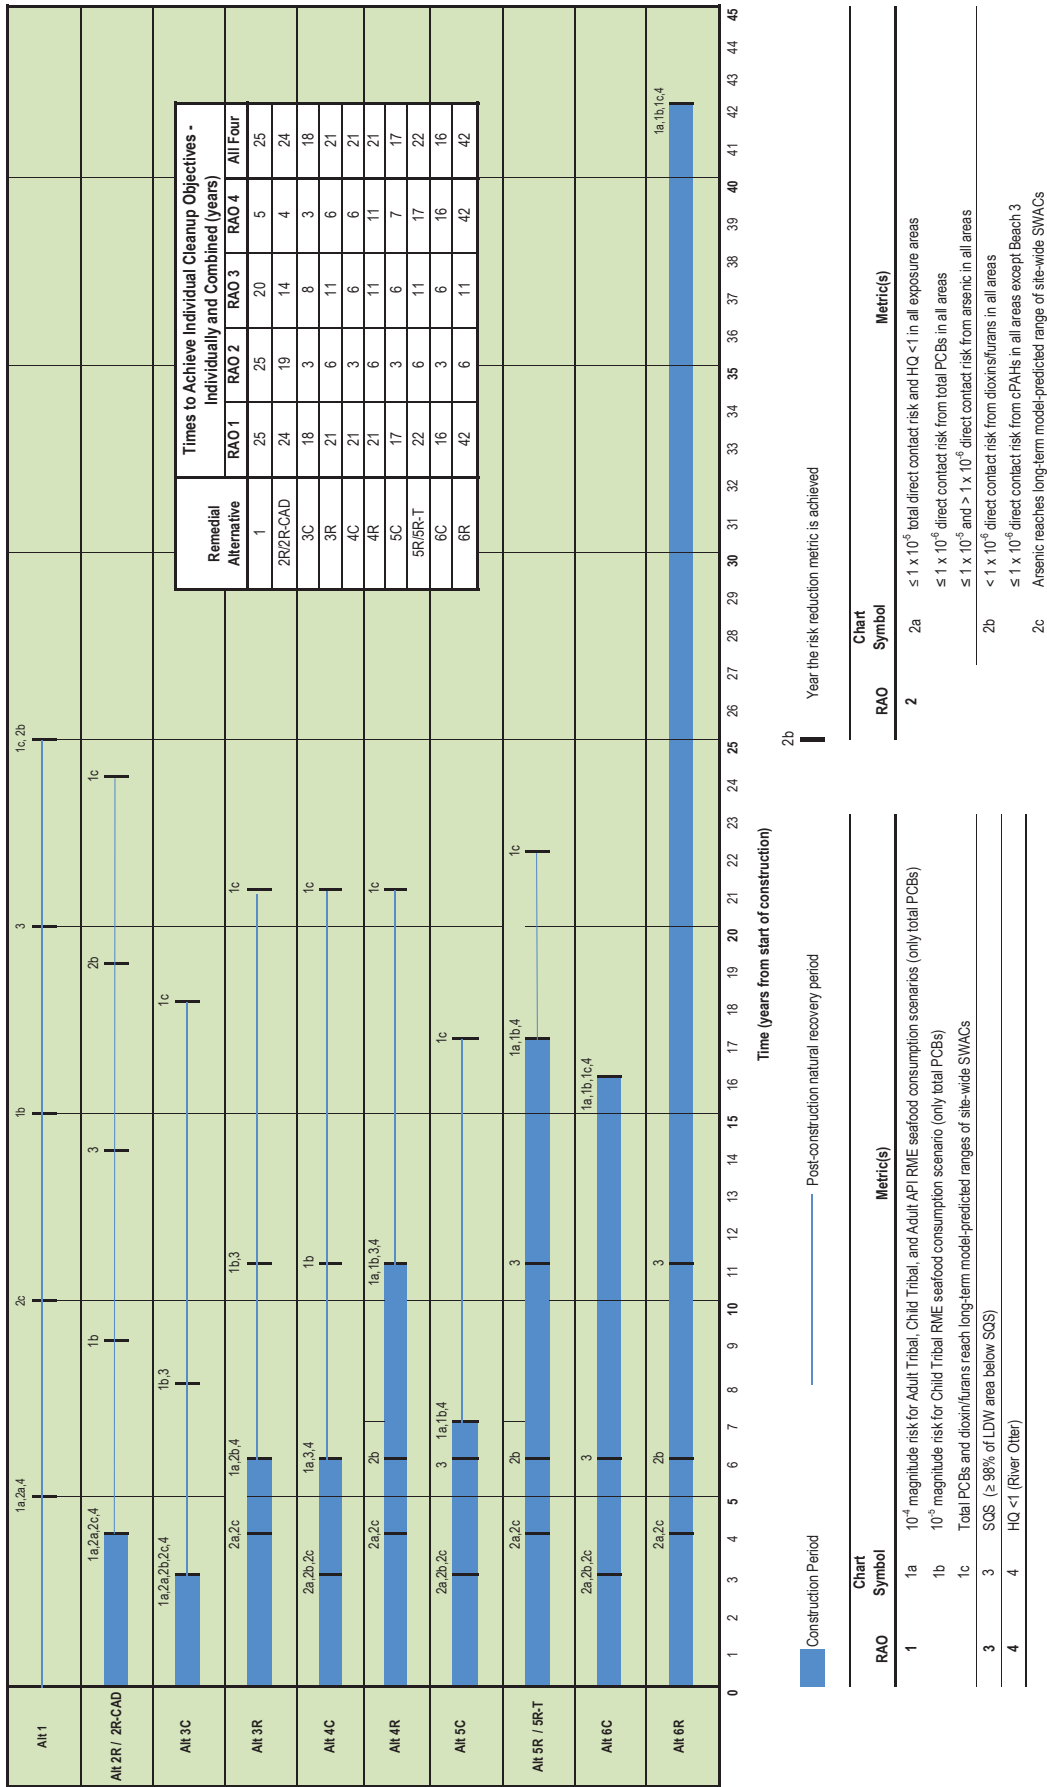 Alt 1
1a,2a,4
2c
1b
3
1c, 2b
Alt 2R / 2R-CAD
1a,2a,2c,4
1b
3
2b
1c
Alt 3C
1a,2a,2b,2c,4
1b,3
1c
Alt 3R
2a,2c
1a,2b,4
1b,3
1c
Alt 4C
2a,2b,2c
1a,3,4
1b
1c
Alt 4R
2a,2c
2b
1a,1b,3,4
1c
Alt 5C
2a,2b,2c
3
1a,1b,4
1c
Alt 5R / 5R-T
2a,2c
2b
3
1a,1b,4
1c
Alt 6C
2a,2b,2c
3
1a,1b,1c,4
Alt 6R
2a,2c
2b
3
1a,1b,1c,4
Remedial Alternative
Times to Achieve Individual Cleanup Objectives -
Individually and Combined (years)
RAO 1 RAO 2 RAO 3 RAO 4 All Four
1 25 25 20 5 25
2R/2R-CAD 24 19 14 4 24
3C 18 3 8 3 18
3R 21 6 11 6 21
4C 21 3 6 6 21
4R 21 6 11 11 21
5C 17 3 6 7 17
5R/5R-T 22 6 11 17 22
6C 16 3 6 16 16
6R 42 6 11 42 42
0 1 2 3 4 5 6 7 8 9 10 11 12 13 14 15 16 17 18 19 20 21 22 23 24 25 26 27 28 29 30 31 32 33 34 35 36 37 38 39 40 41 42 43 44 45
Time (years from start of construction)
Construction Period
Post-construction natural recovery period
2b
Year the risk reduction metric is achieved
RAO Chart Symbol Metric(s)
1 1a 10-4 magnitude risk for Adult Tribal, Child Tribal, and Adult API RME seafood consumption scenarios (only total PCBs)
1b 10-5 magnitude risk for Child Tribal RME seafood consumption scenario (only total PCBs)
1c Total PCBs and dioxin/furans reach long-term model-predicted ranges of site-wide SWACs
3 3 SQS (≥ 98% of LDW area below SQS)
4 4 HQ <1 (River Otter)
RAO Chart Symbol Metric(s)
2 2a ≤ 1 x 10-5 total direct contact risk and HQ <1 in all exposure areas
≤ 1 x 10-6 direct contact risk from total PCBs in all areas
≤ 1 x 10-5 and > 1 x 10-6 direct contact risk from arsenic in all areas
2b < 1 x 10-6 direct contact risk from dioxins/furans in all areas
≤ 1 x 10-6 direct contact risk from cPAHs in all areas except Beach 3
2c Arsenic reaches long-term model-predicted range of site-wide SWACs